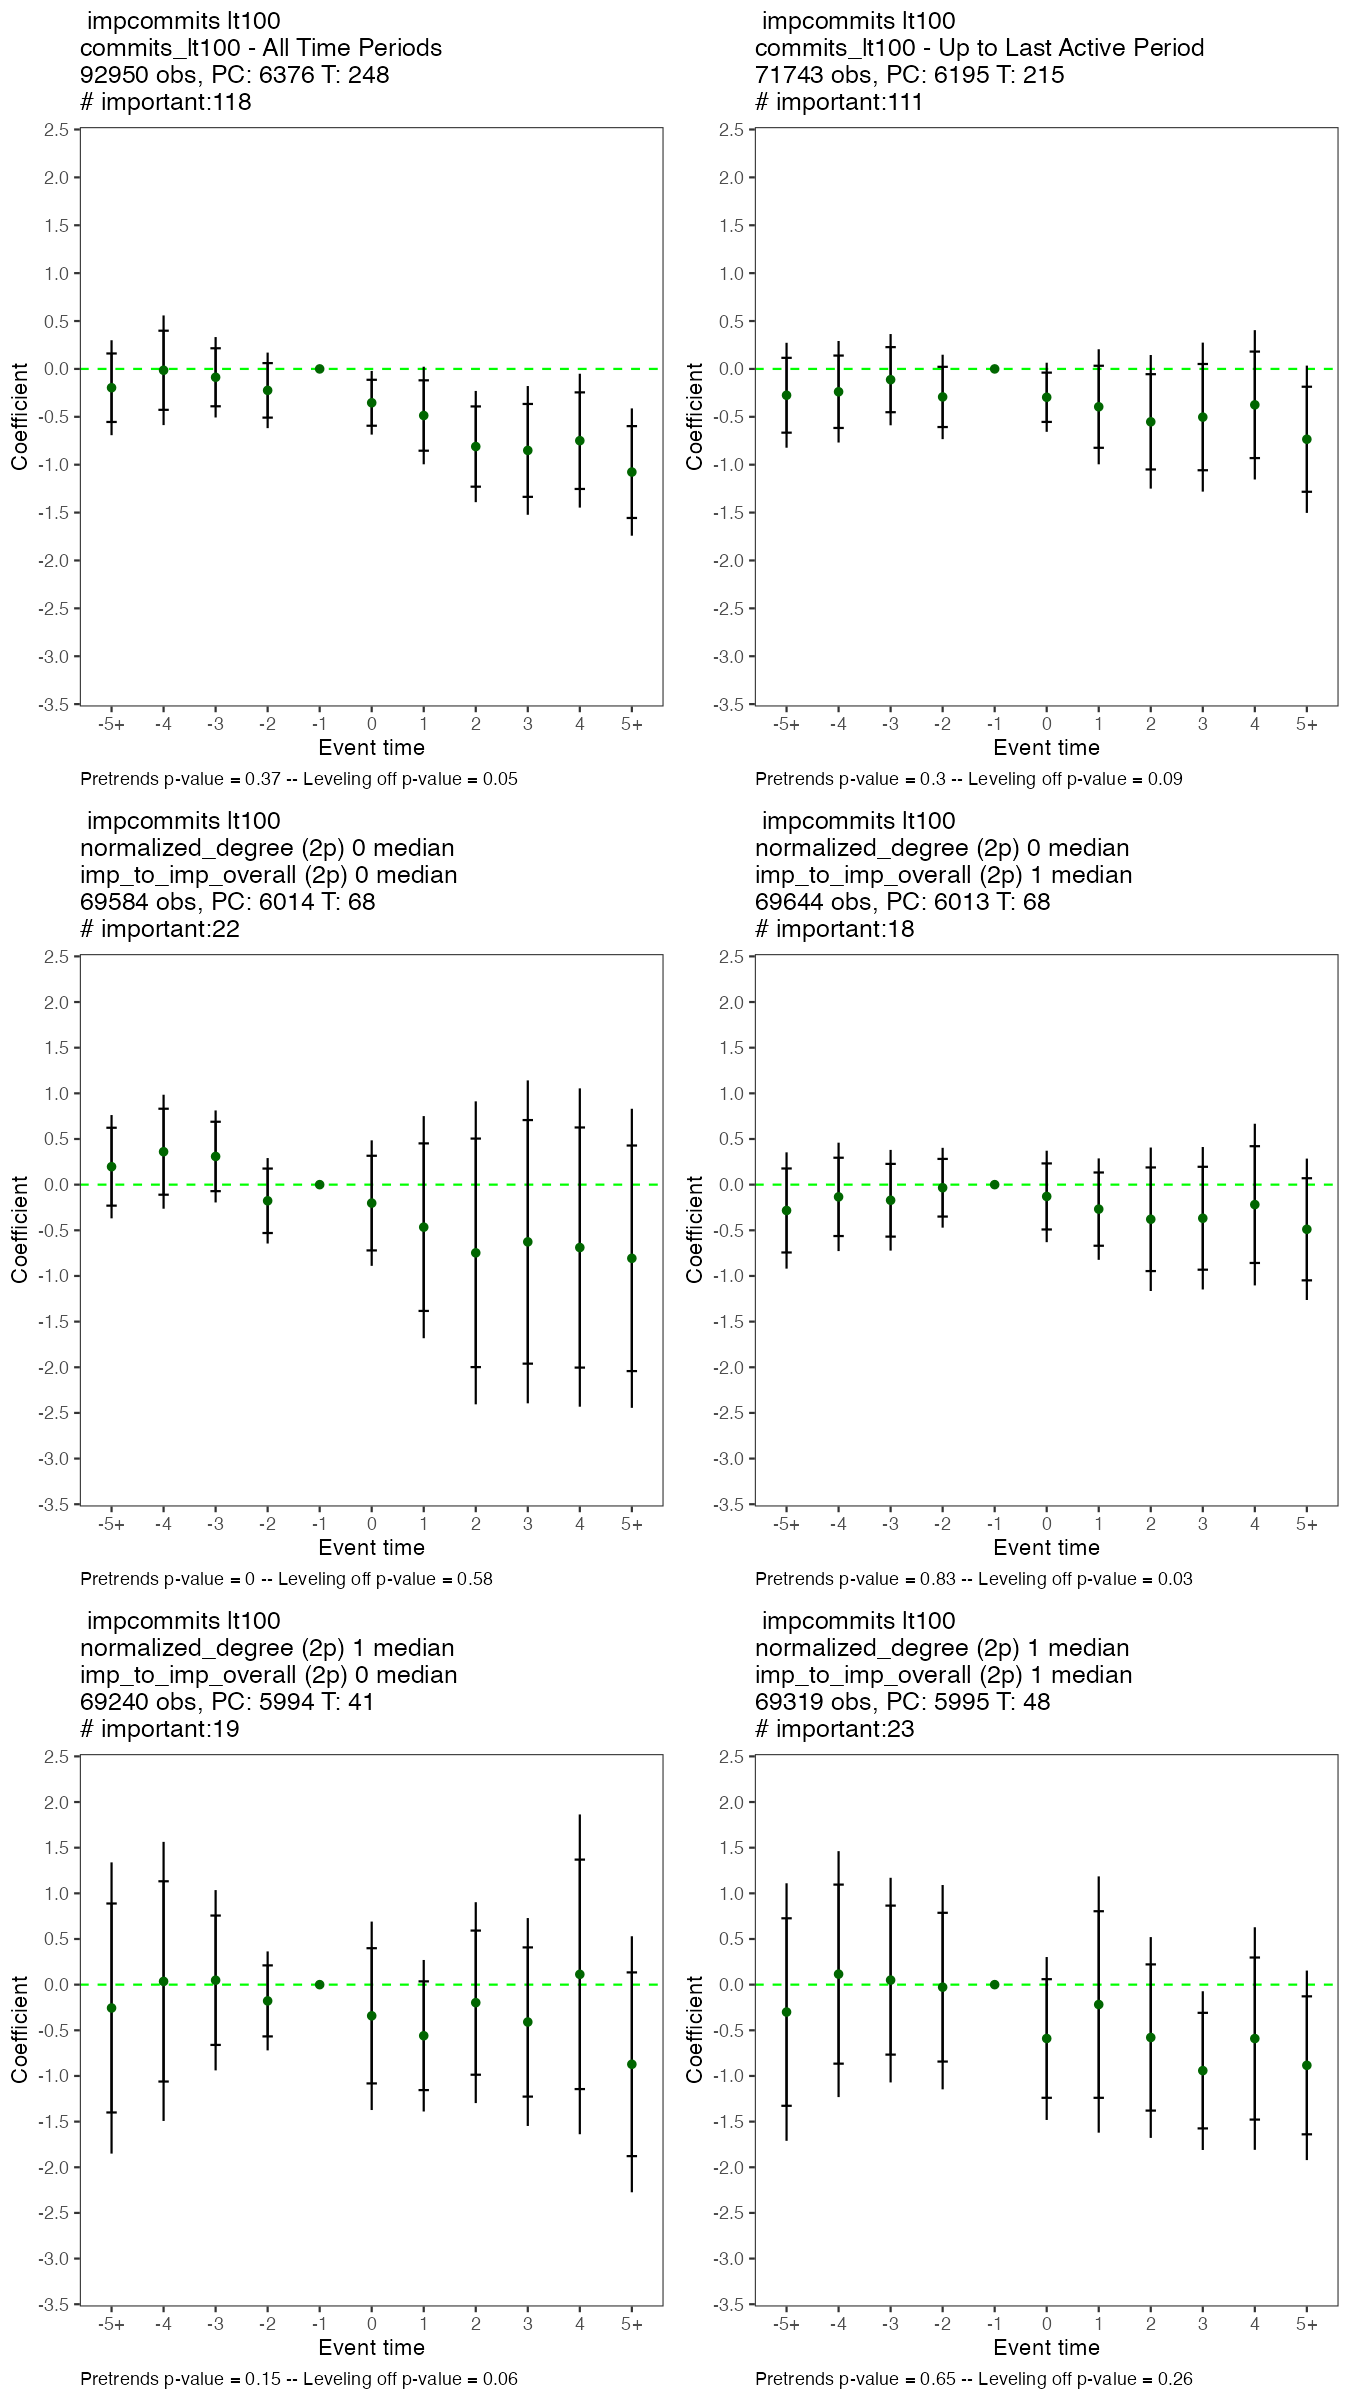 impcommits lt100
commits_lt100 - All Time Periods
92950 obs, PC: 6376 T: 248
# important:118
2.5
2.0
1.5
1.0
0.5
0.0
-0.5
-1.0
-1.5
-2.0
-2.5
-3.0
-3.5
Coefficient
-5+ -4 -3 -2 -1 0 1 2 3 4 5+
Event time
Pretrends p-value = 0.37 -- Leveling off p-value = 0.05
impcommits lt100
commits_lt100 - Up to Last Active Period
71743 obs, PC: 6195 T: 215
# important:111
2.5
2.0
1.5
1.0
0.5
0.0
-0.5
-1.0
-1.5
-2.0
-2.5
-3.0
-3.5
Coefficient
-5+ -4 -3 -2 -1 0 1 2 3 4 5+
Event time
Pretrends p-value = 0.3 -- Leveling off p-value = 0.09
impcommits lt100
normalized_degree (2p) 0 median
imp_to_imp_overall (2p) 0 median
69584 obs, PC: 6014 T: 68
# important:22
2.5
2.0
1.5
1.0
0.5
0.0
-0.5
-1.0
-1.5
-2.0
-2.5
-3.0
-3.5
Coefficient
-5+ -4 -3 -2 -1 0 1 2 3 4 5+
Event time
Pretrends p-value = 0 -- Leveling off p-value = 0.58
impcommits lt100
normalized_degree (2p) 0 median
imp_to_imp_overall (2p) 1 median
69644 obs, PC: 6013 T: 68
# important:18
2.5
2.0
1.5
1.0
0.5
0.0
-0.5
-1.0
-1.5
-2.0
-2.5
-3.0
-3.5
Coefficient
-5+ -4 -3 -2 -1 0 1 2 3 4 5+
Event time
Pretrends p-value = 0.83 -- Leveling off p-value = 0.03
impcommits lt100
normalized_degree (2p) 1 median
imp_to_imp_overall (2p) 0 median
69240 obs, PC: 5994 T: 41
# important:19
2.5
2.0
1.5
1.0
0.5
0.0
-0.5
-1.0
-1.5
-2.0
-2.5
-3.0
-3.5
Coefficient
-5+ -4 -3 -2 -1 0 1 2 3 4 5+
Event time
Pretrends p-value = 0.15 -- Leveling off p-value = 0.06
impcommits lt100
normalized_degree (2p) 1 median
imp_to_imp_overall (2p) 1 median
69319 obs, PC: 5995 T: 48
# important:23
2.5
2.0
1.5
1.0
0.5
0.0
-0.5
-1.0
-1.5
-2.0
-2.5
-3.0
-3.5
Coefficient
-5+ -4 -3 -2 -1 0 1 2 3 4 5+
Event time
Pretrends p-value = 0.65 -- Leveling off p-value = 0.26